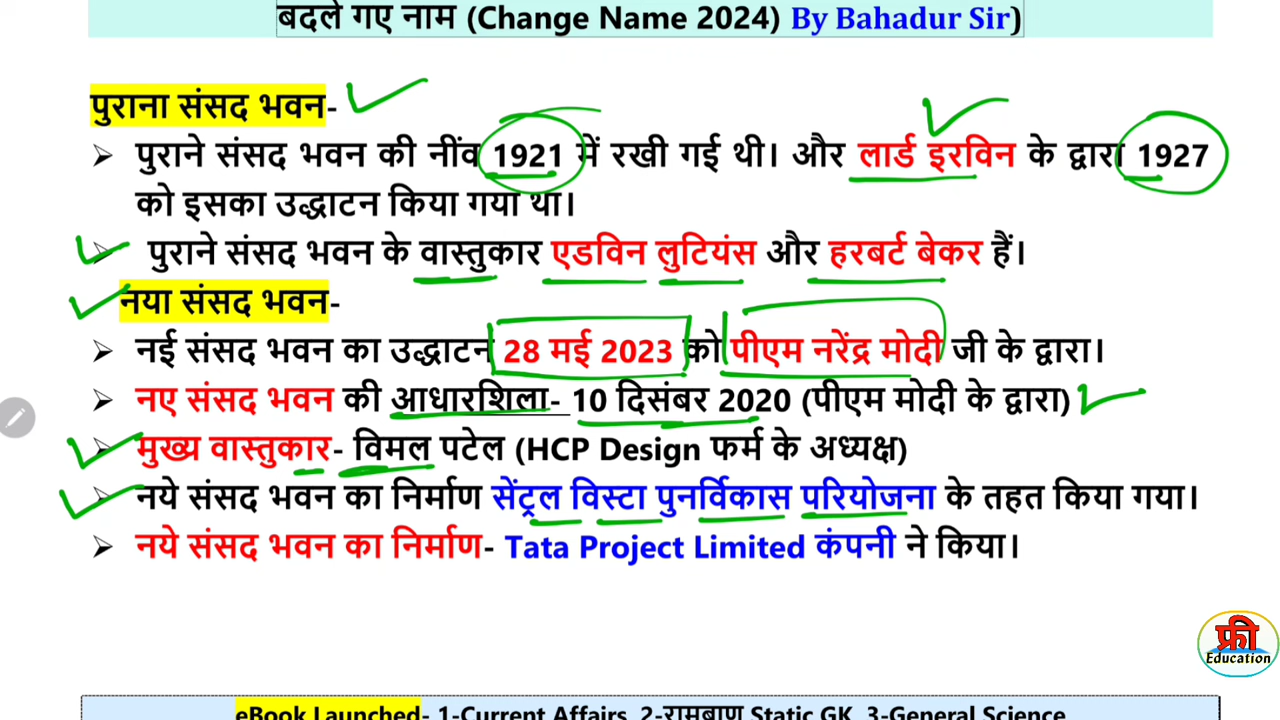 बदले गए नाम (Change Name 2024) By Bahadur Sir)
पुराना संसद भवन-
➢ पुराने संसद भवन की नींव 1921 में रखी गई थी। और लार्ड इरविन के द्वारा 1927
को इसका उद्घाटन किया गया था।
➢ पुराने संसद भवन के वास्तुकार एडविन लुटियंस और हरबर्ट बेकर हैं।
नया संसद भवन-
➢ नई संसद भवन का उद्घाटन 28 मई 2023 को पीएम नरेंद्र मोदी जी के द्वारा।
➢ नए संसद भवन की आधारशिला- 10 दिसंबर 2020 (पीएम मोदी के द्वारा)
➢ मुख्य वास्तुकार- विमल पटेल (HCP Design फर्म के अध्यक्ष)
➢ नये संसद भवन का निर्माण सेंट्रल विस्टा पुनर्विकास परियोजना के तहत किया गया।
➢ नये संसद भवन का निर्माण- Tata Project Limited कंपनी ने किया।
फ्री
Education
eBook Launched- 1-Current Affairs, 2-रामबाण Static GK, 3-General Science